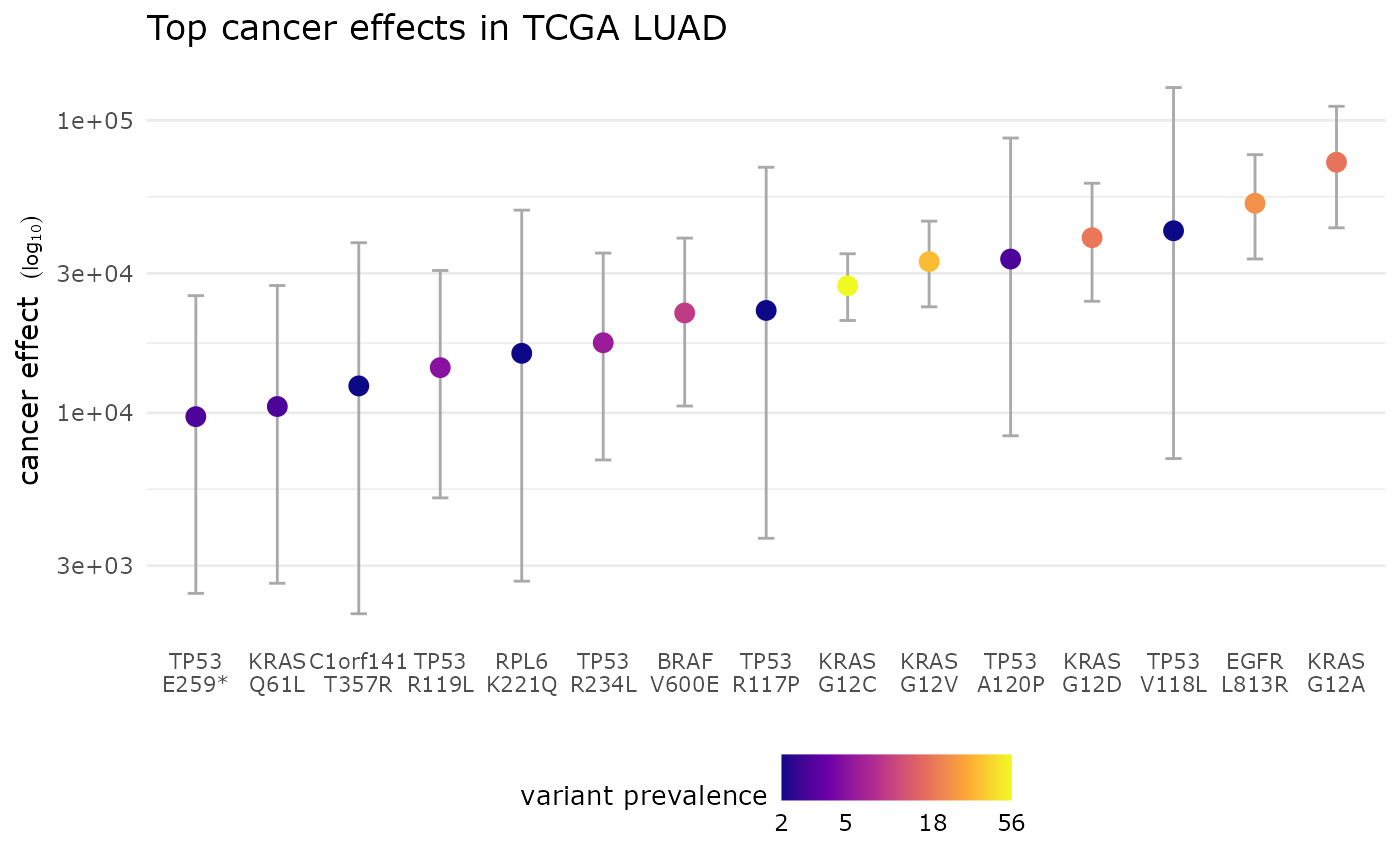 Top cancer effects in TCGA LUAD
cancer effect (log10)
1e+05
3e+04
1e+04
3e+03
TP53 KRAS C1orf141 TP53 RPL6 TP53 BRAF TP53 KRAS KRAS TP53 KRAS TP53 EGFR KRAS
E259* Q61L T357R R119L K221Q R234L V600E R117P G12C G12V A120P G12D V118L L813R G12A
variant prevalence
2 5 18 56